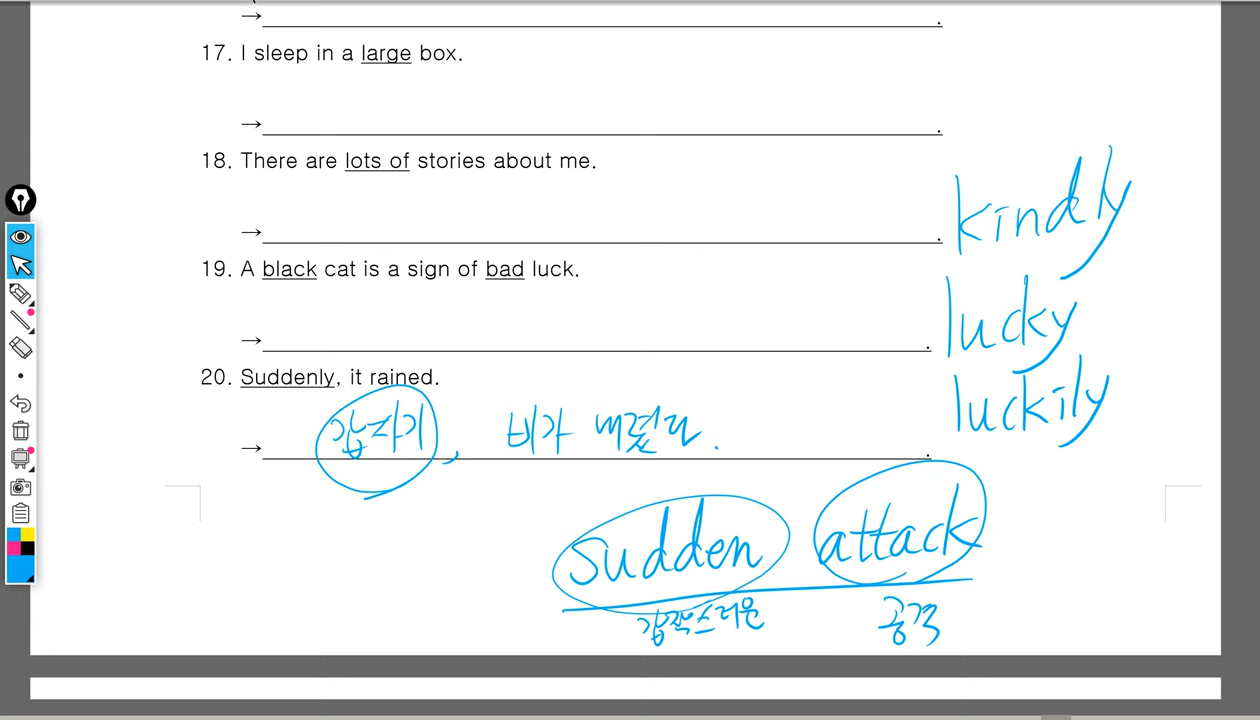 → .
17. I sleep in a large box.
→ .
18. There are lots of stories about me.
→ .
kindly
19. A black cat is a sign of bad luck.
→ .
lucky
20. Suddenly, it rained.
luckily
→ 갑자기, 비가 내렸다.
sudden attack
갑작스러운 공격